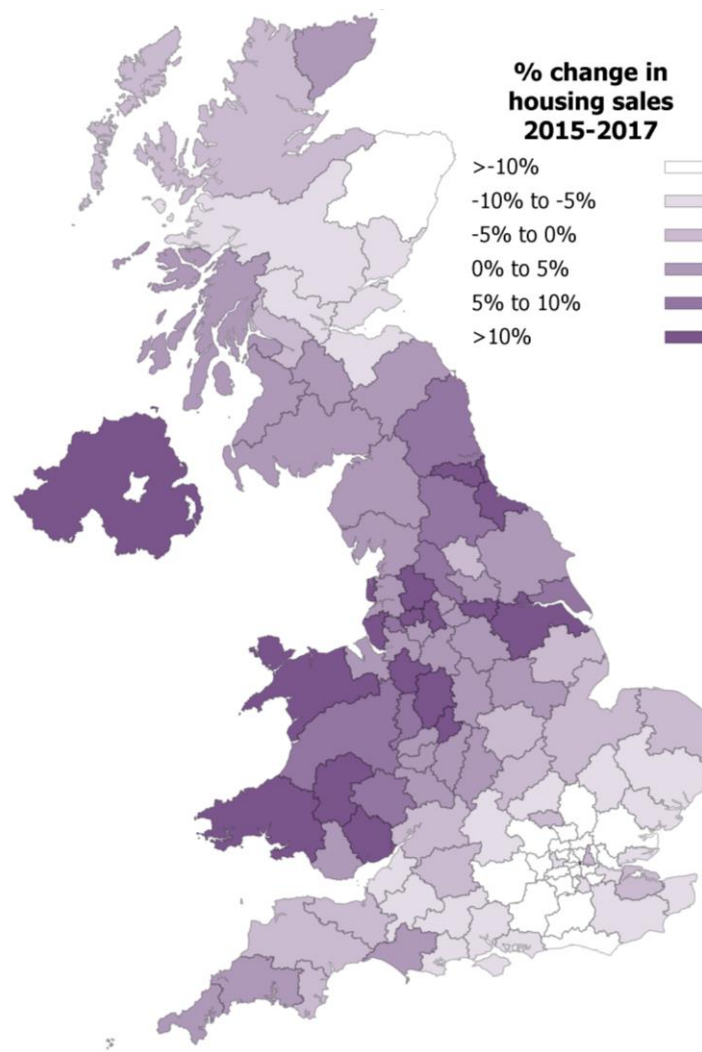 % change in
housing sales
2015-2017
>-10%
-10% to -5%
-5% to 0%
0% to 5%
5% to 10%
>10%